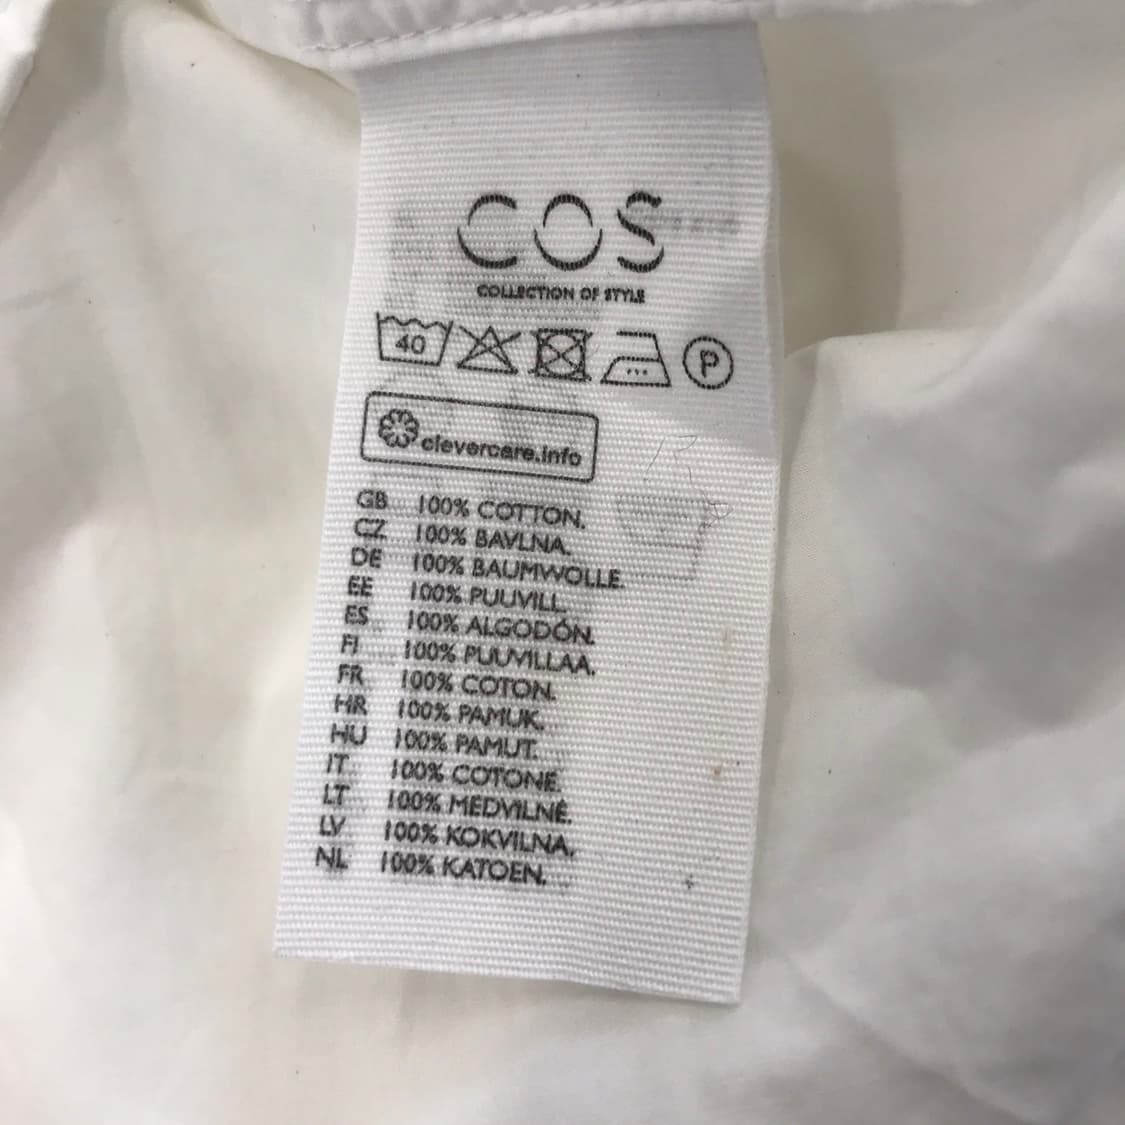 COS
COLLECTION OF STYLE
40
P
clevercare.info
GB 100% COTTON.
CZ 100% BAVLNA.
DE 100% BAUMWOLLE.
EE 100% PUUVILL.
ES 100% ALGODÓN.
FI 100% PUUVILLAA.
FR 100% COTON.
HR 100% PAMUK.
HU 100% PAMUT.
IT 100% COTONE.
LT 100% MEDVILNĖ.
LV 100% KOKVILNA.
NL 100% KATOEN.